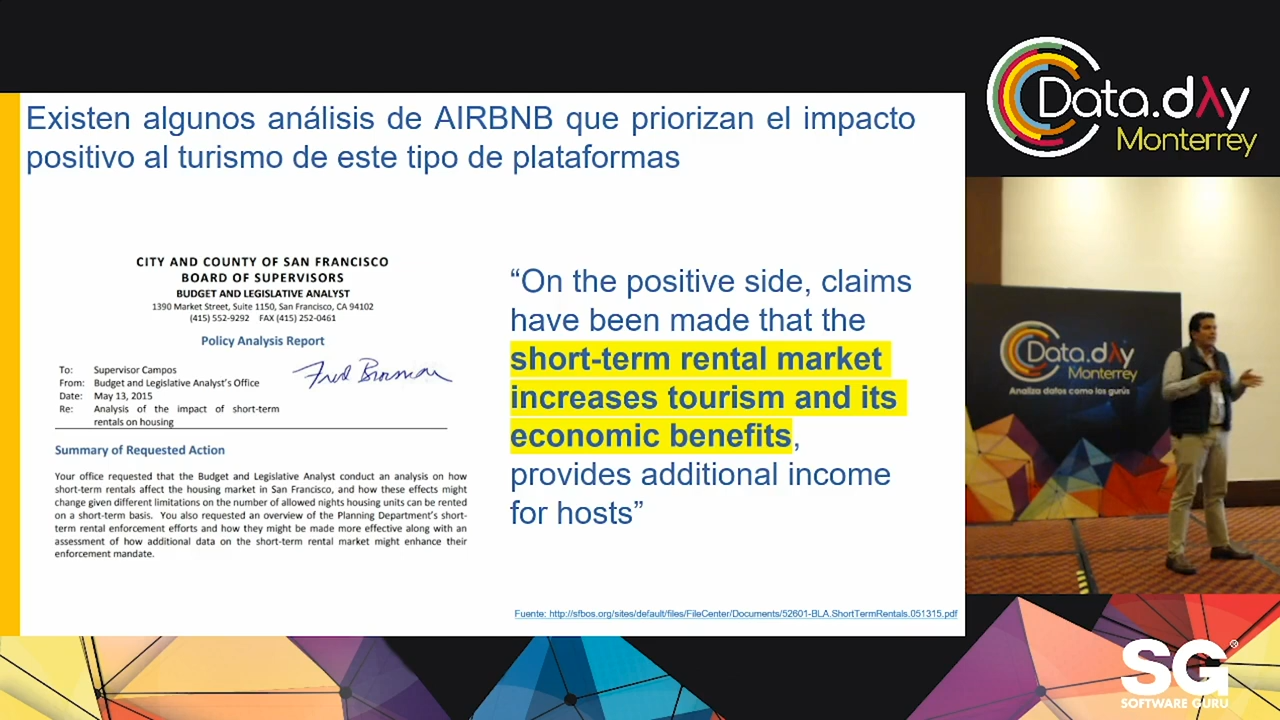 Existen algunos análisis de AIRBNB que priorizan el impacto
positivo al turismo de este tipo de plataformas
CITY AND COUNTY OF SAN FRANCISCO
BOARD OF SUPERVISORS
BUDGET AND LEGISLATIVE ANALYST
1390 Market Street, Suite 1150, San Francisco, CA 94102
(415) 552-9292 FAX (415) 252-0461
Policy Analysis Report
To: Supervisor Campos
From: Budget and Legislative Analyst's Office
Date: May 13, 2015
Re: Analysis of the impact of short-term
rentals on housing
Summary of Requested Action
Your office requested that the Budget and Legislative Analyst conduct an analysis on how
short-term rentals affect the housing market in San Francisco, and how these effects might
change given different limitations on the number of allowed nights housing units can be rented
on a short-term basis. You also requested an overview of the Planning Department's short-
term rental enforcement efforts and how they might be made more effective along with an
assessment of how additional data on the short-term rental market might enhance their
enforcement mandate.
“On the positive side, claims
have been made that the
short-term rental market
increases tourism and its
economic benefits,
provides additional income
for hosts”
Fuente: http://sfbos.org/sites/default/files/FileCenter/Documents/52601-BLA.ShortTermRentals.051315.pdf
Data.dλy
Monterrey
Data.dλy
Monterrey
Analiza datos como los gurús
SG®
SOFTWARE GURU